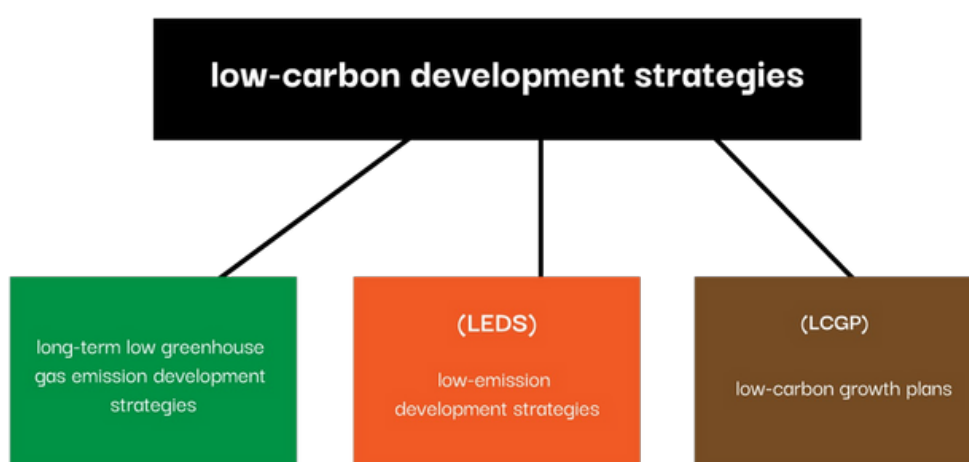 low-carbon development strategies
long-term low greenhouse
gas emission development
strategies
(LEDS)
low-emission
development strategies
(LCGP)
low-carbon growth plans